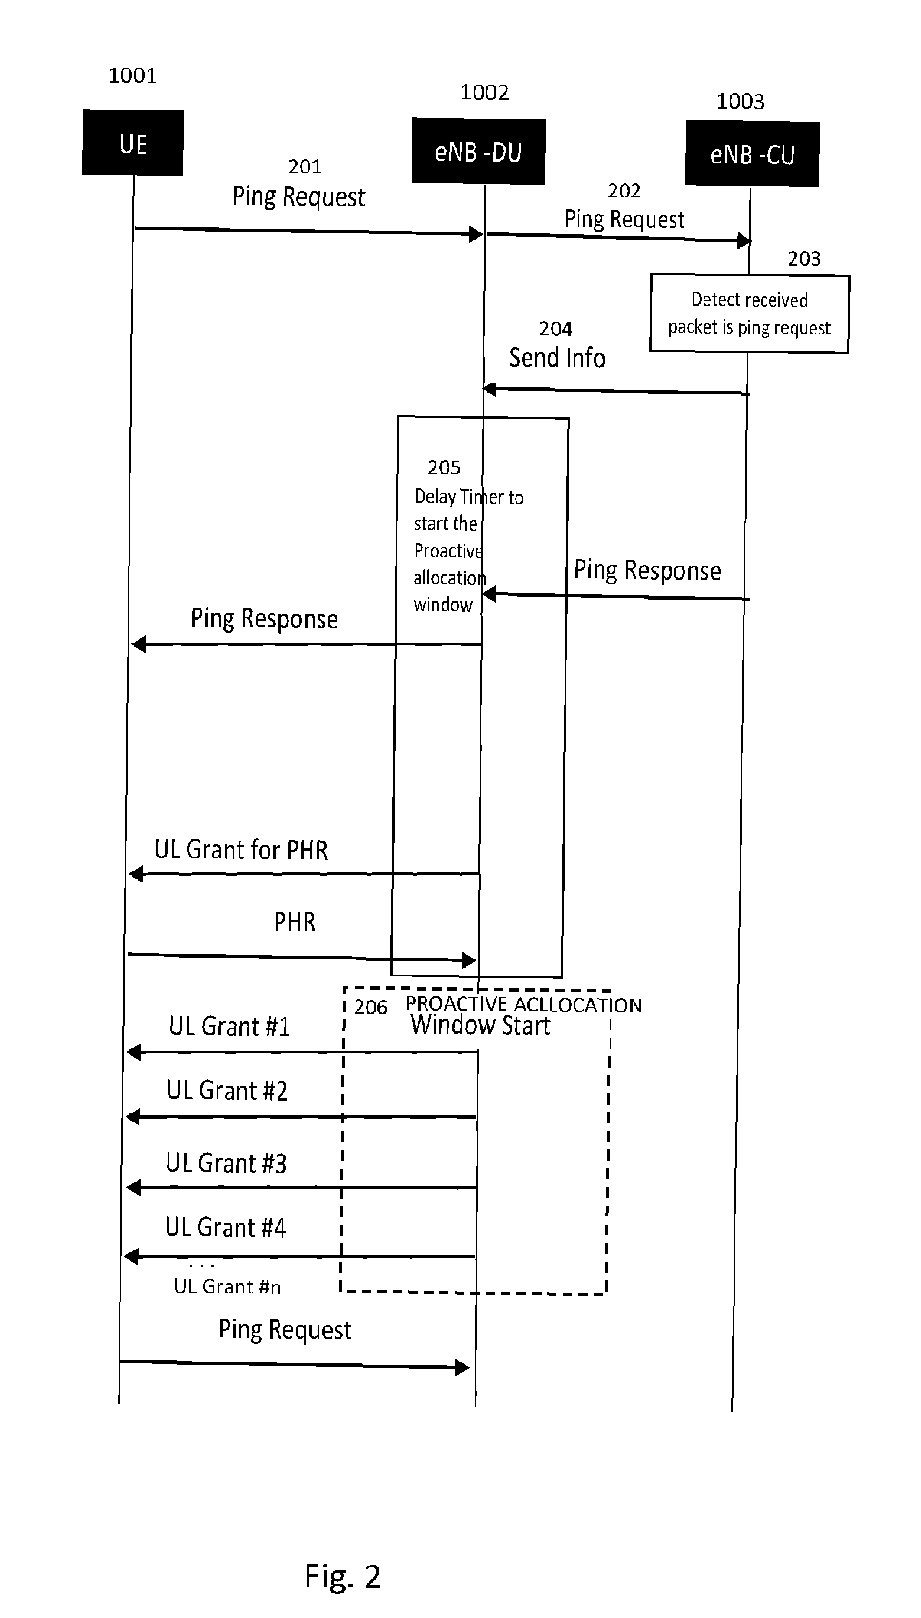 1001
1002
1003
UE
eNB -DU
eNB -CU
201
Ping Request
202
Ping Request
203
Detect received
packet is ping request
204
Send Info
205
Delay Timer to
start the
Proactive
allocation
window
Ping Response
Ping Response
UL Grant for PHR
PHR
206 PROACTIVE ACLLOCATION
Window Start
UL Grant #1
UL Grant #2
UL Grant #3
UL Grant #4
...
UL Grant #n
Ping Request
Fig. 2